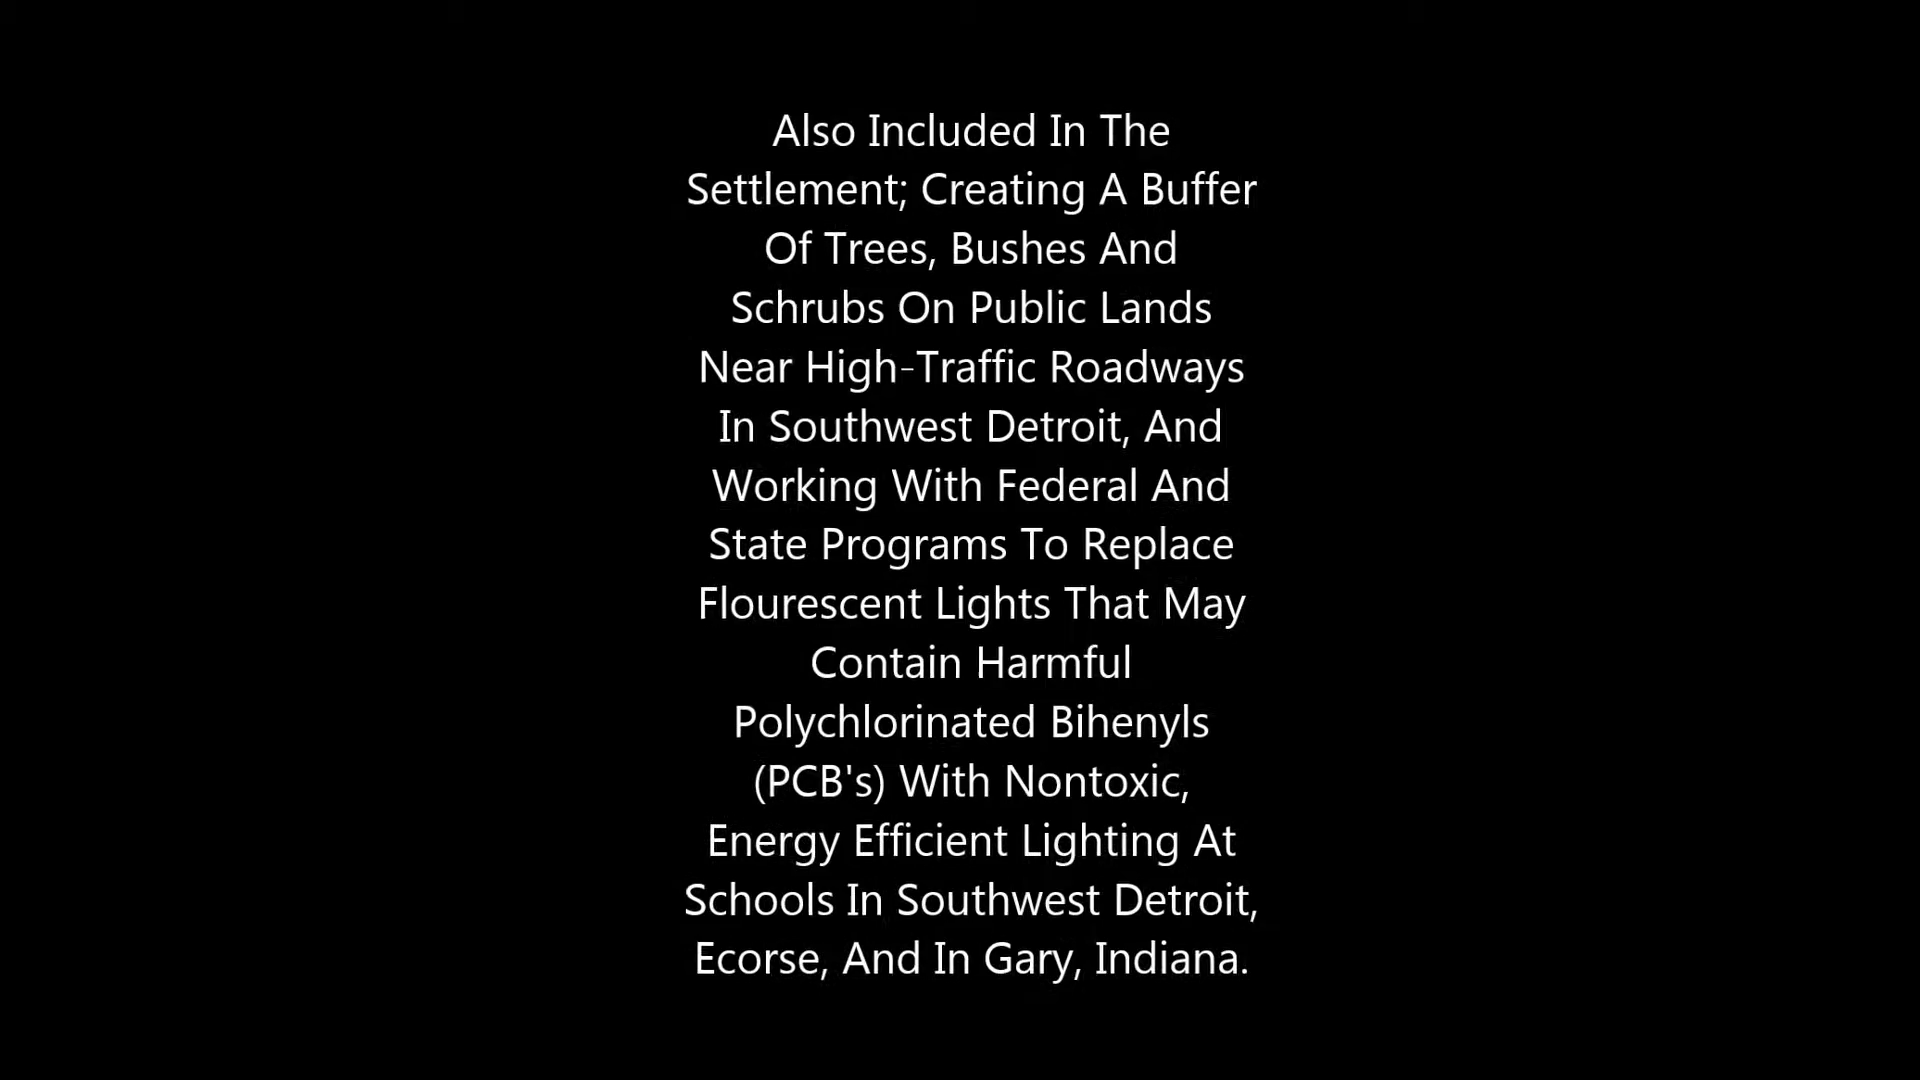 Also Included In The
Settlement; Creating A Buffer
Of Trees, Bushes And
Schrubs On Public Lands
Near High-Traffic Roadways
In Southwest Detroit, And
Working With Federal And
State Programs To Replace
Flourescent Lights That May
Contain Harmful
Polychlorinated Bihenyls
(PCB's) With Nontoxic,
Energy Efficient Lighting At
Schools In Southwest Detroit,
Ecorse, And In Gary, Indiana.